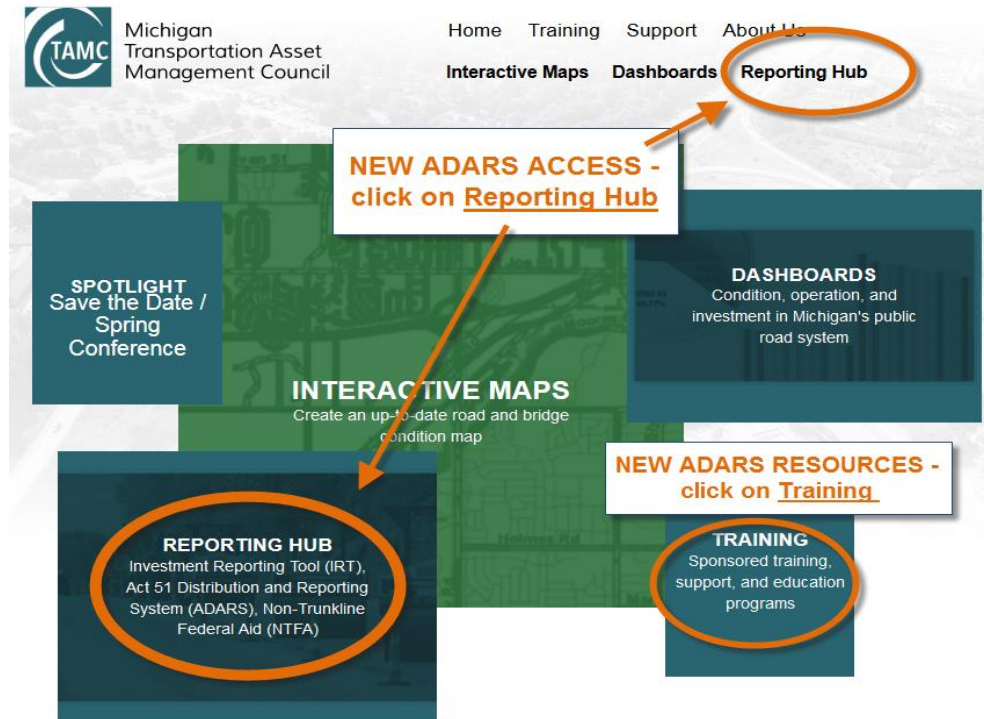 TAMC
Michigan
Transportation Asset
Management Council
Home Training Support About Us
Interactive Maps Dashboards Reporting Hub
NEW ADARS ACCESS -
click on Reporting Hub
SPOTLIGHT
Save the Date /
Spring
Conference
DASHBOARDS
Condition, operation, and
investment in Michigan's public
road system
INTERACTIVE MAPS
Create an up-to-date road and bridge
condition map
NEW ADARS RESOURCES -
click on Training
REPORTING HUB
Investment Reporting Tool (IRT),
Act 51 Distribution and Reporting
System (ADARS), Non-Trunkline
Federal Aid (NTFA)
Holmes Rd
TRAINING
Sponsored training,
support, and education
programs